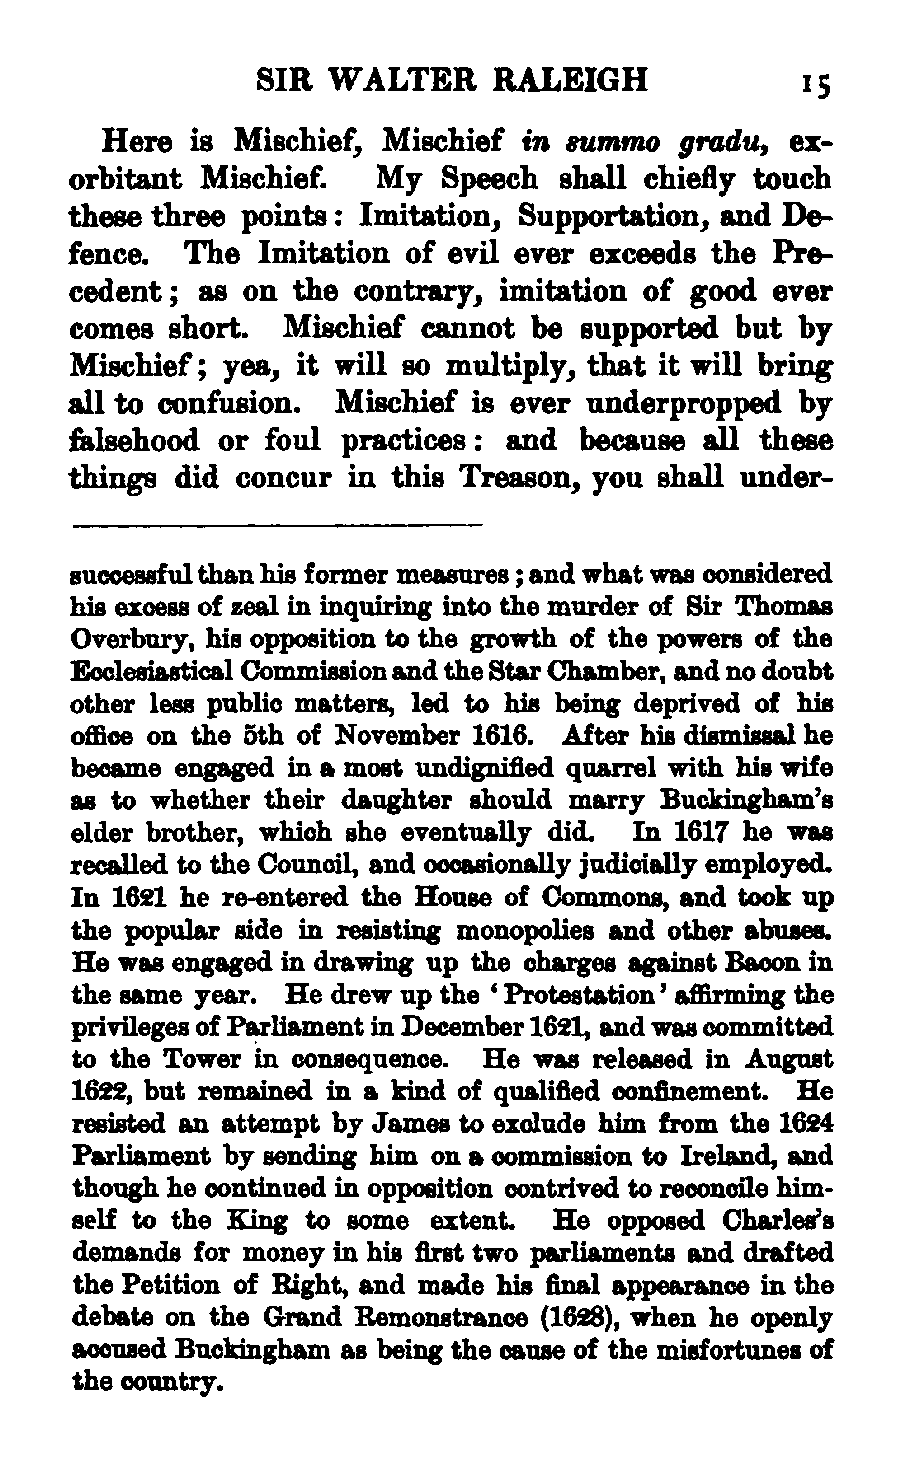 SIR WALTER RALEIGH 15
Here is Mischief, Mischief in summo gradu, ex-
orbitant Mischief. My Speech shall chiefly touch
these three points: Imitation, Supportation, and De-
fence. The Imitation of evil ever exceeds the Pre-
cedent; as on the contrary, imitation of good ever
comes short. Mischief cannot be supported but by
Mischief; yea, it will so multiply, that it will bring
all to confusion. Mischief is ever underpropped by
falsehood or foul practices: and because all these
things did concur in this Treason, you shall under-
successful than his former measures; and what was considered
his excess of zeal in inquiring into the murder of Sir Thomas
Overbury, his opposition to the growth of the powers of the
Ecclesiastical Commission and the Star Chamber, and no doubt
other less public matters, led to his being deprived of his
office on the 5th of November 1616. After his dismissal he
became engaged in a most undignified quarrel with his wife
as to whether their daughter should marry Buckingham's
elder brother, which she eventually did. In 1617 he was
recalled to the Council, and occasionally judicially employed.
In 1621 he re-entered the House of Commons, and took up
the popular side in resisting monopolies and other abuses.
He was engaged in drawing up the charges against Bacon in
the same year. He drew up the 'Protestation' affirming the
privileges of Parliament in December 1621, and was committed
to the Tower in consequence. He was released in August
1622, but remained in a kind of qualified confinement. He
resisted an attempt by James to exclude him from the 1624
Parliament by sending him on a commission to Ireland, and
though he continued in opposition contrived to reconcile him-
self to the King to some extent. He opposed Charles's
demands for money in his first two parliaments and drafted
the Petition of Right, and made his final appearance in the
debate on the Grand Remonstrance (1628), when he openly
accused Buckingham as being the cause of the misfortunes of
the country.